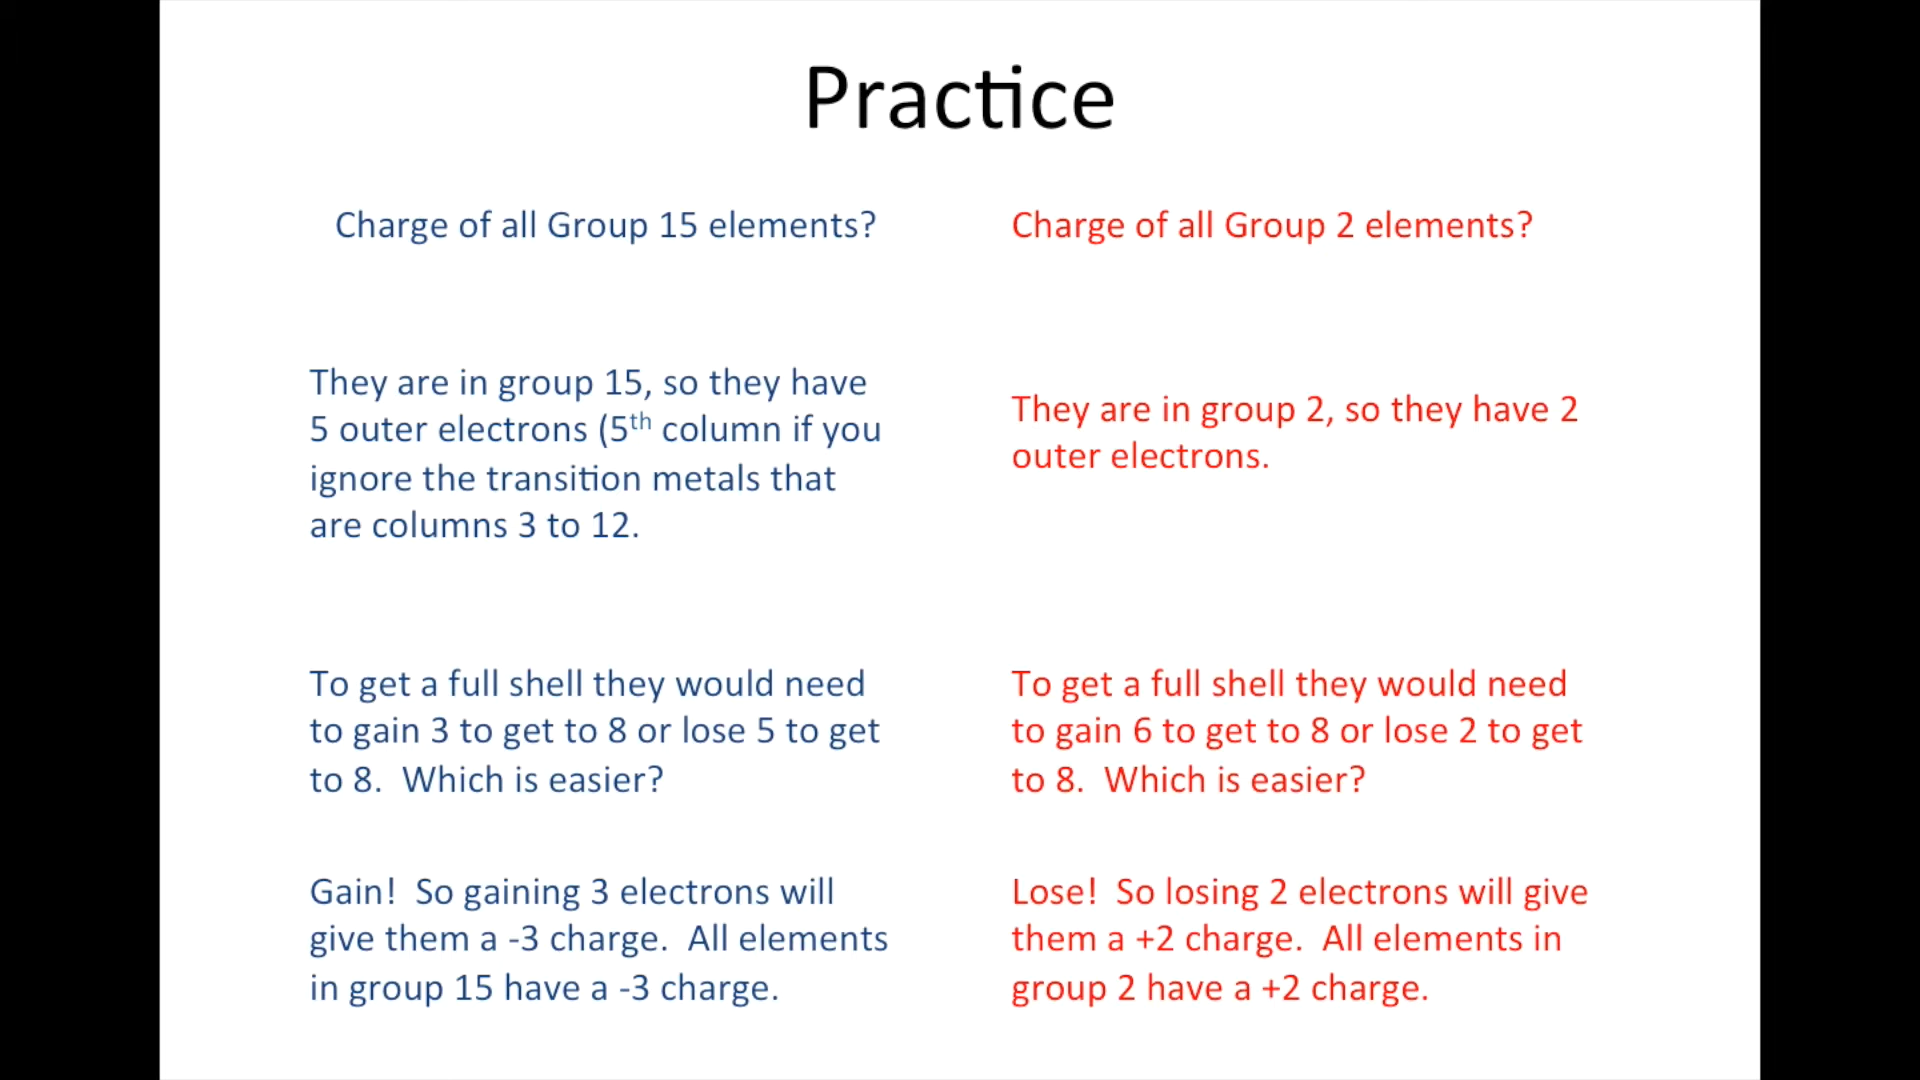 Practice
Charge of all Group 15 elements?
They are in group 15, so they have
5 outer electrons (5th column if you
ignore the transition metals that
are columns 3 to 12.
To get a full shell they would need
to gain 3 to get to 8 or lose 5 to get
to 8.  Which is easier?
Gain!  So gaining 3 electrons will
give them a -3 charge.  All elements
in group 15 have a -3 charge.
Charge of all Group 2 elements?
They are in group 2, so they have 2
outer electrons.
To get a full shell they would need
to gain 6 to get to 8 or lose 2 to get
to 8.  Which is easier?
Lose!  So losing 2 electrons will give
them a +2 charge.  All elements in
group 2 have a +2 charge.